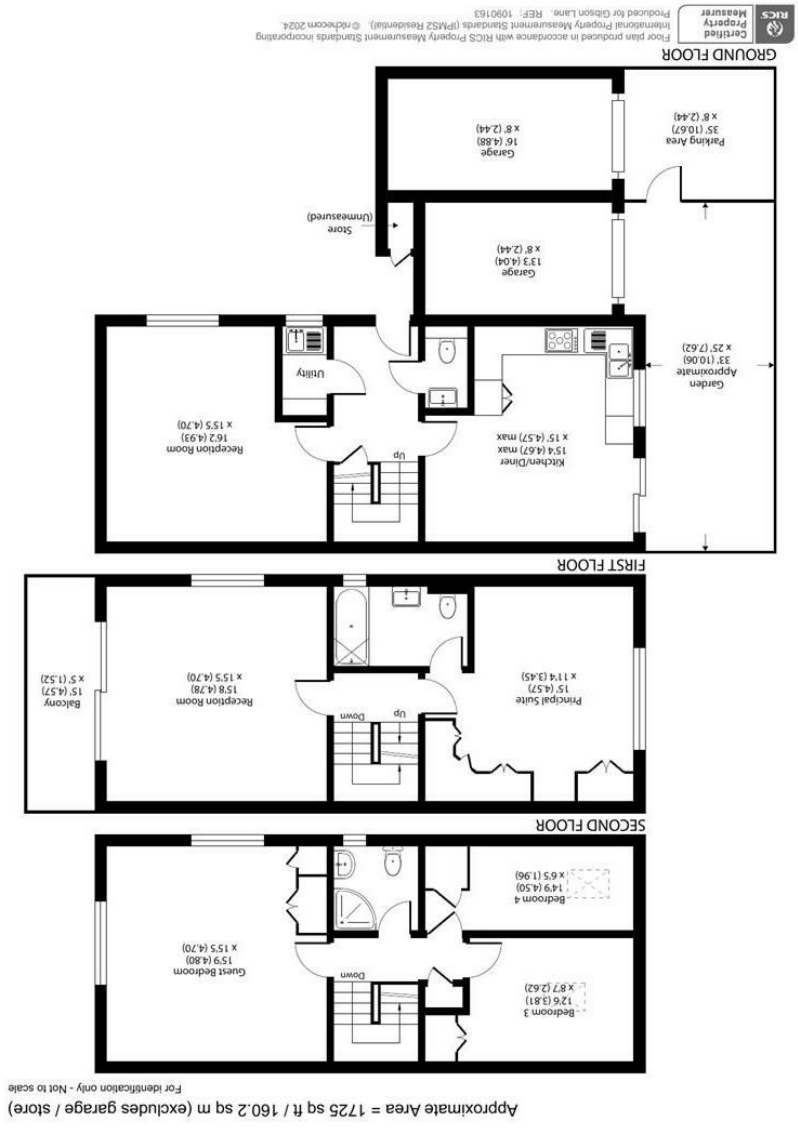 Approximate Area = 1725 sq ft / 160.2 sq m (excludes garage / store)
For identification only - Not to scale
Bedroom 3
12'6 (3.81)
x 8'7 (2.62)
Down
Guest Bedroom
15'9 (4.80)
x 15'5 (4.70)
Bedroom 4
14'9 (4.50)
x 6'5 (1.96)
SECOND FLOOR
Principal Suite
15' (4.57)
x 11'4 (3.45)
Up
Down
Reception Room
15'8 (4.78)
x 15'5 (4.70)
Balcony
15' (4.57)
x 5' (1.52)
FIRST FLOOR
Garden
Approximate
33' (10.06)
x 25' (7.62)
Kitchen/Diner
15'4 (4.67) max
x 15' (4.57) max
Up
Reception Room
16'2 (4.93)
x 15'5 (4.70)
Utility
Garage
13'3 (4.04)
x 8' (2.44)
Store
(Unmeasured)
Parking Area
35' (10.67)
x 8' (2.44)
Garage
16' (4.88)
x 8' (2.44)
GROUND FLOOR
RICS
Certified
Property
Measurer
Floor plan produced in accordance with RICS Property Measurement Standards incorporating
International Property Measurement Standards (IPMS2 Residential). © nichecom 2024.
Produced for Gibson Lane. REF: 1090163